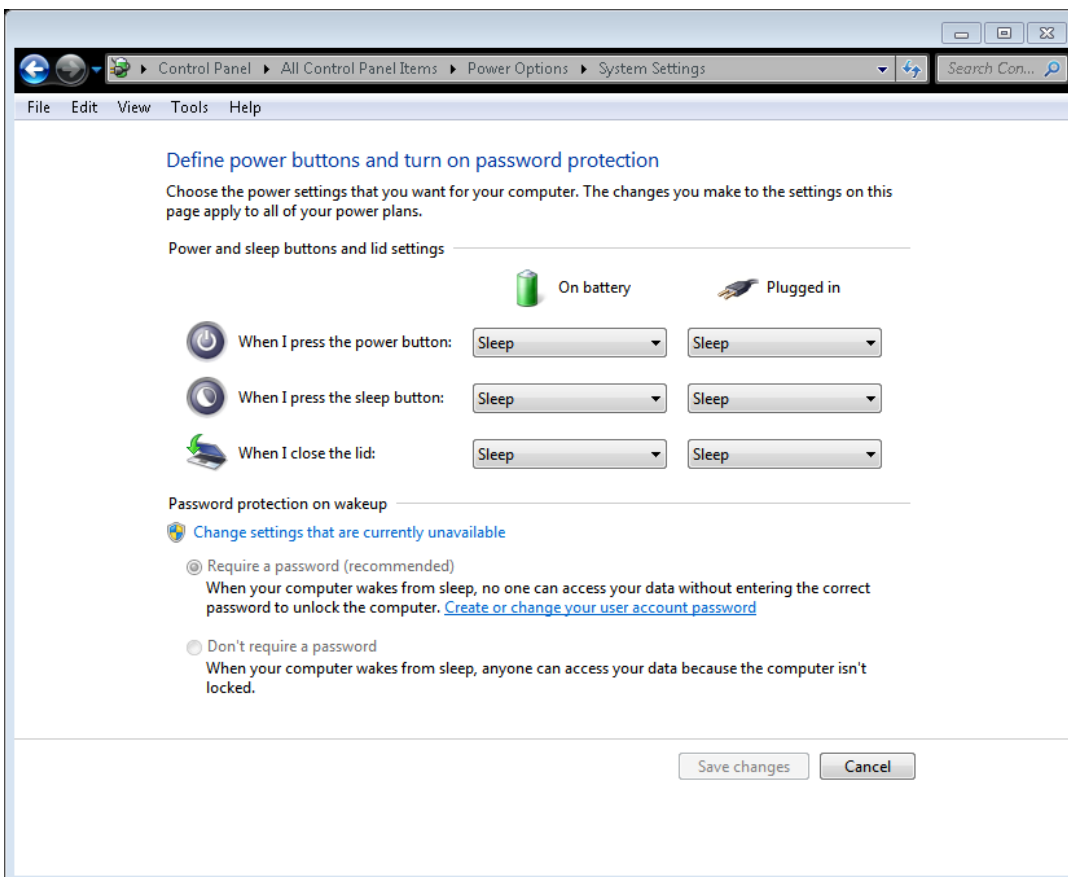 Control Panel ▸ All Control Panel Items ▸ Power Options ▸ System Settings
Search Con...
File Edit View Tools Help
Define power buttons and turn on password protection
Choose the power settings that you want for your computer. The changes you make to the settings on this
page apply to all of your power plans.
Power and sleep buttons and lid settings
On battery Plugged in
When I press the power button: Sleep Sleep
When I press the sleep button: Sleep Sleep
When I close the lid: Sleep Sleep
Password protection on wakeup
Change settings that are currently unavailable
Require a password (recommended)
When your computer wakes from sleep, no one can access your data without entering the correct
password to unlock the computer. Create or change your user account password
Don't require a password
When your computer wakes from sleep, anyone can access your data because the computer isn't
locked.
Save changes Cancel